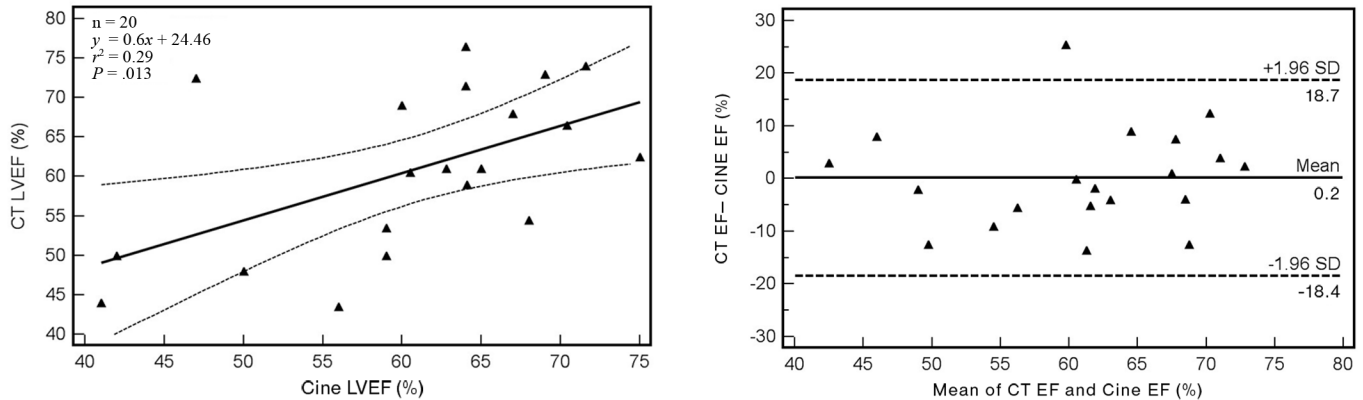 n = 20
y = 0.6x + 24.46
r² = 0.29
P = .013
CT LVEF (%)
80
75
70
65
60
55
50
45
40
40 45 50 55 60 65 70 75
Cine LVEF (%)
CT EF– CINE EF (%)
30
20
10
0
-10
-20
-30
+1.96 SD
18.7
Mean
0.2
-1.96 SD
-18.4
40 45 50 55 60 65 70 75 80
Mean of CT EF and Cine EF (%)